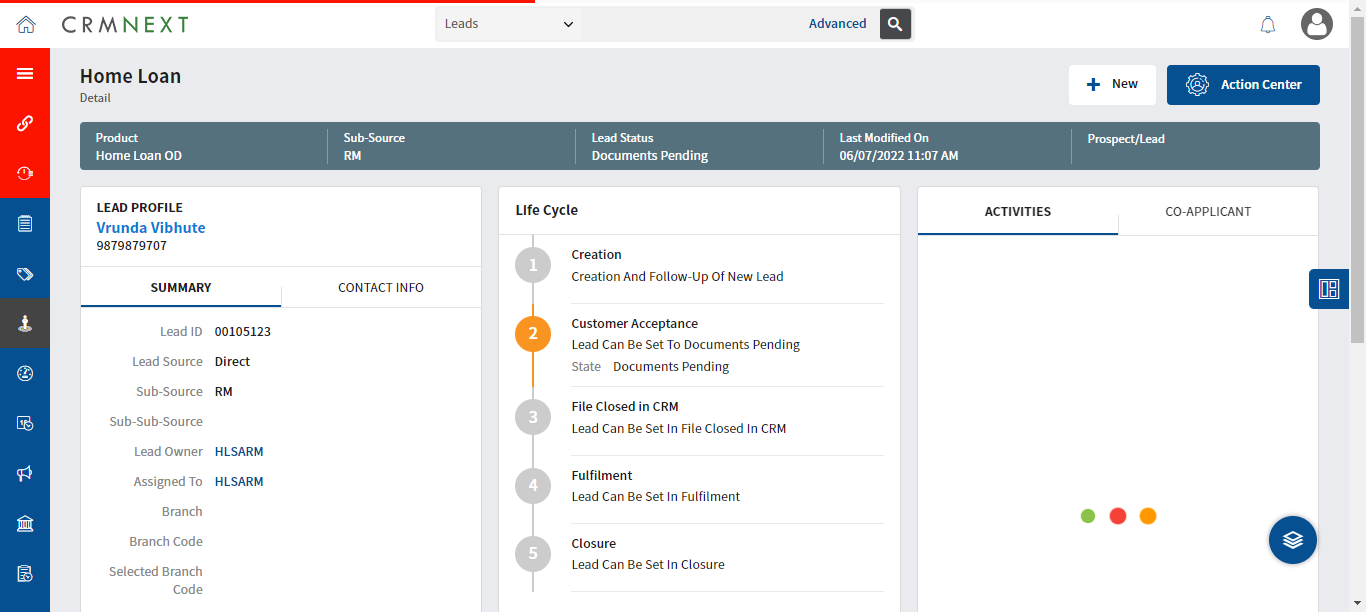 CRMNEXT
Leads
Advanced
Home Loan
Detail
New
Action Center
Product
Home Loan OD
Sub-Source
RM
Lead Status
Documents Pending
Last Modified On
06/07/2022 11:07 AM
Prospect/Lead
LEAD PROFILE
Vrunda Vibhute
9879879707
SUMMARY
CONTACT INFO
Lead ID 00105123
Lead Source Direct
Sub-Source RM
Sub-Sub-Source
Lead Owner HLSARM
Assigned To HLSARM
Branch
Branch Code
Selected Branch
Code
Life Cycle
1
Creation
Creation And Follow-Up Of New Lead
2
Customer Acceptance
Lead Can Be Set To Documents Pending
State Documents Pending
3
File Closed in CRM
Lead Can Be Set In File Closed In CRM
4
Fulfilment
Lead Can Be Set In Fulfilment
5
Closure
Lead Can Be Set In Closure
ACTIVITIES
CO-APPLICANT